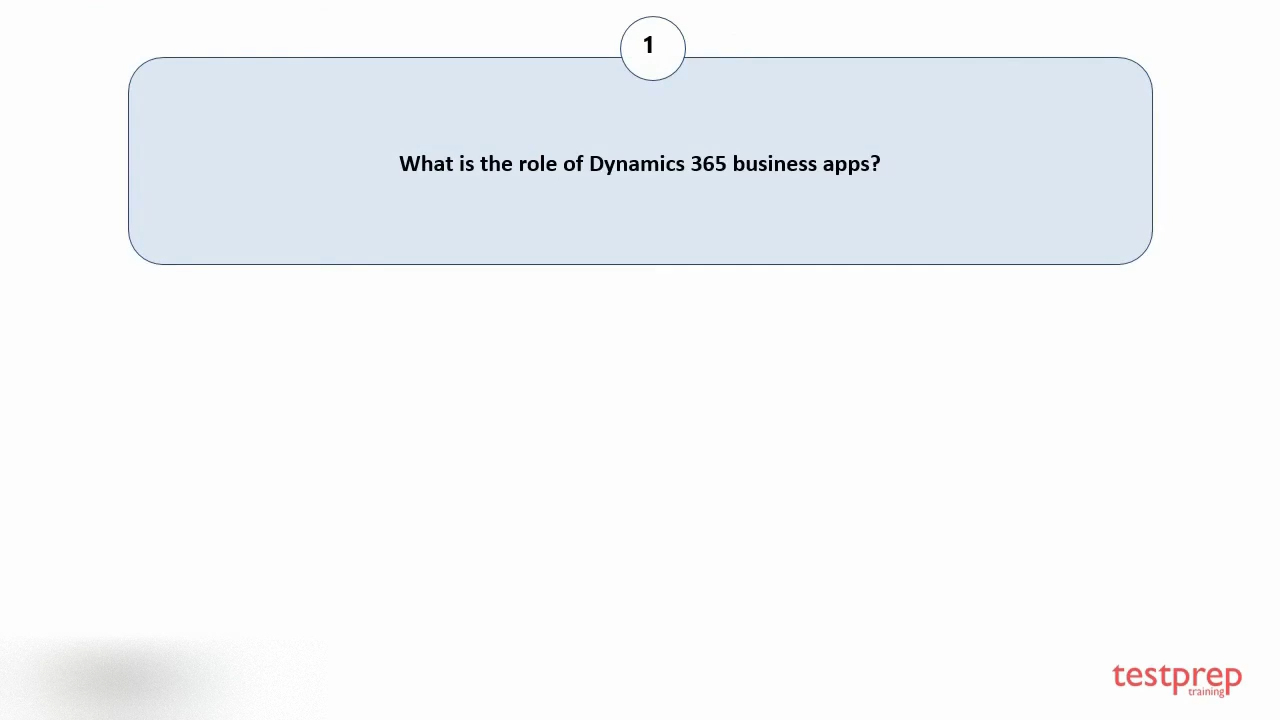 1
What is the role of Dynamics 365 business apps?
testprep
training